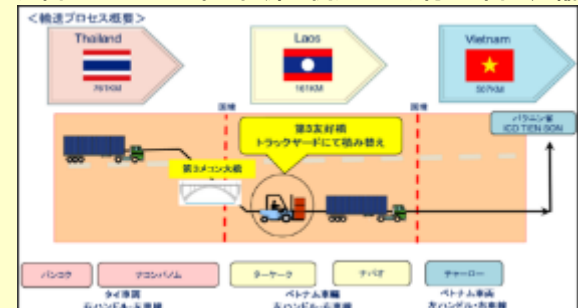 <輸送プロセス概要>
Thailand
Laos
Vietnam
761KM
161KM
507KM
国境
国境
バクニン省
ICD TIEN SON
第3友好橋
トラックヤードにて積み替え
第3メコン大橋
バンコク
ナコンパノム
ターケーク
ナパオ
チャーロー
タイ車両
ベトナム車輌
ベトナム車両